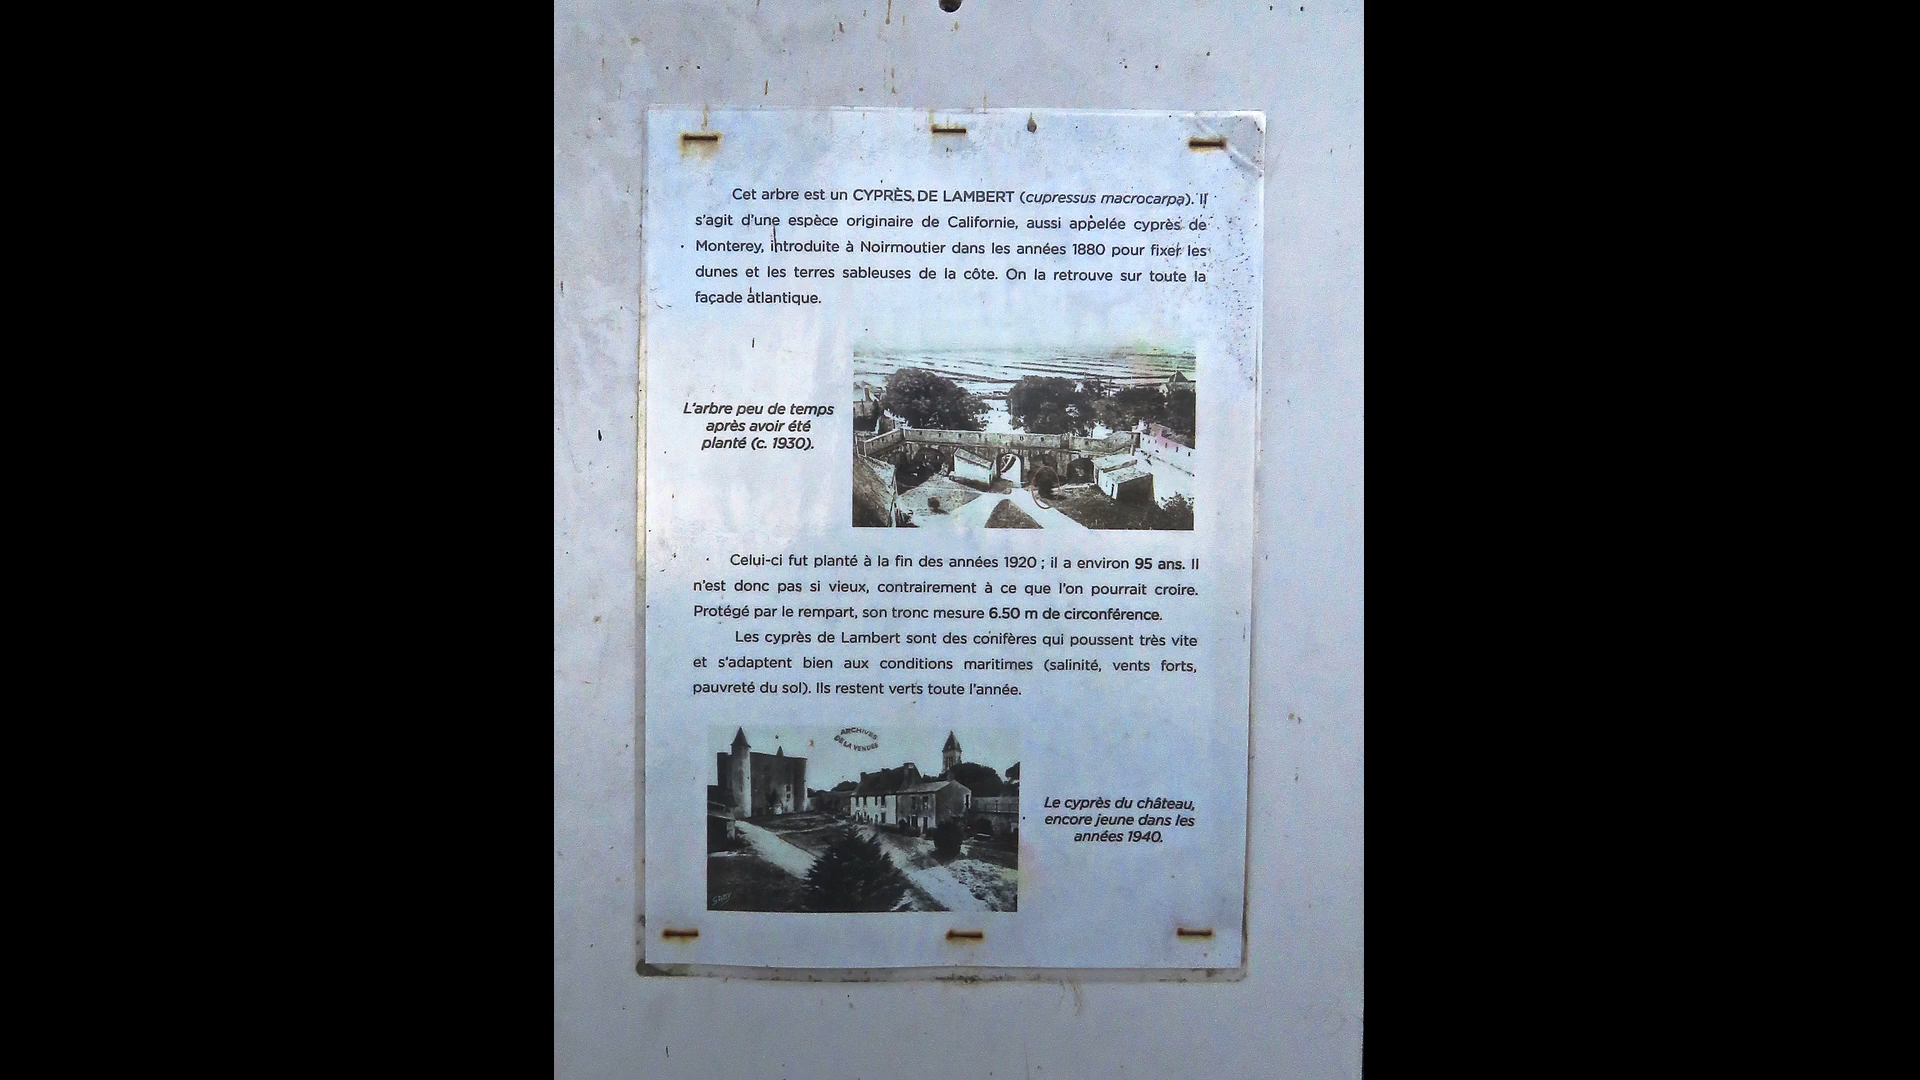 Cet arbre est un CYPRÈS DE LAMBERT (cupressus macrocarpa). Il
s'agit d'une espèce originaire de Californie, aussi appelée cyprès de
Monterey, introduite à Noirmoutier dans les années 1880 pour fixer les
dunes et les terres sableuses de la côte. On la retrouve sur toute la
façade atlantique.
L'arbre peu de temps
après avoir été
planté (c. 1930).
Celui-ci fut planté à la fin des années 1920 ; il a environ 95 ans. Il
n'est donc pas si vieux, contrairement à ce que l'on pourrait croire.
Protégé par le rempart, son tronc mesure 6.50 m de circonférence.
Les cyprès de Lambert sont des conifères qui poussent très vite
et s'adaptent bien aux conditions maritimes (salinité, vents forts,
pauvreté du sol). Ils restent verts toute l'année.
ARCHIVES
DE LA VENDÉE
Le cyprès du château,
encore jeune dans les
années 1940.